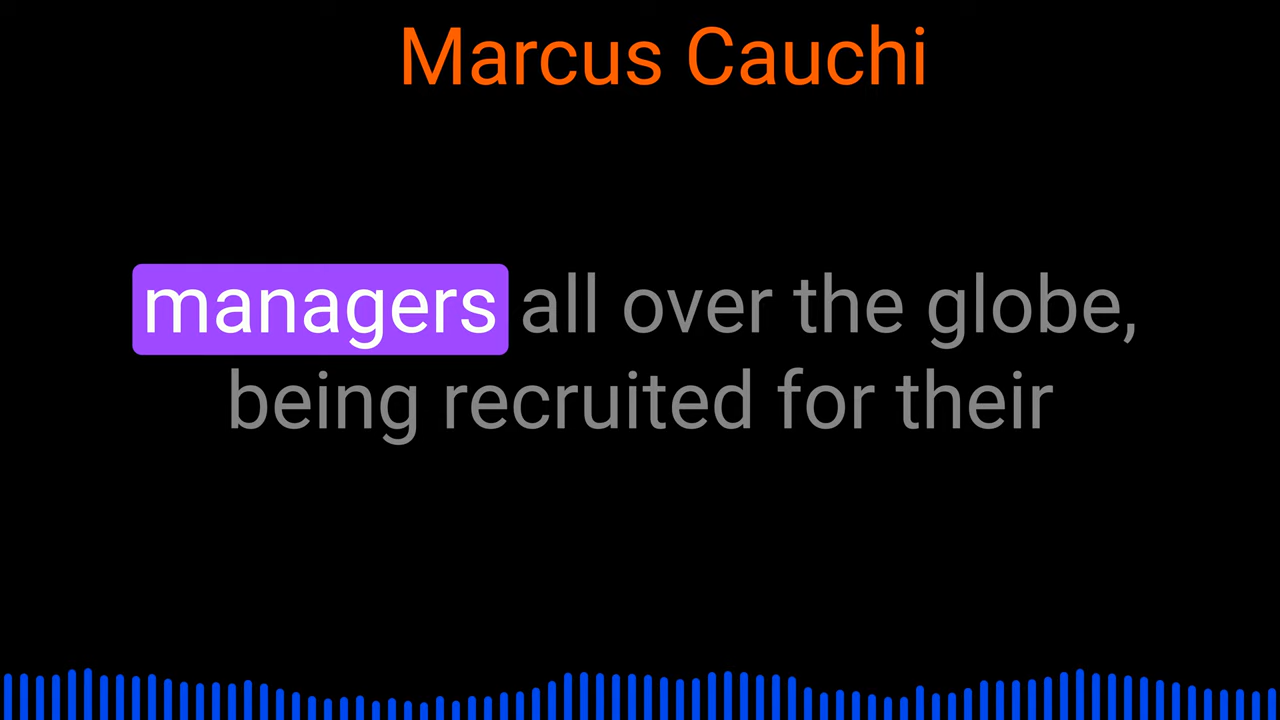 Marcus Cauchi
managers all over the globe,
being recruited for their